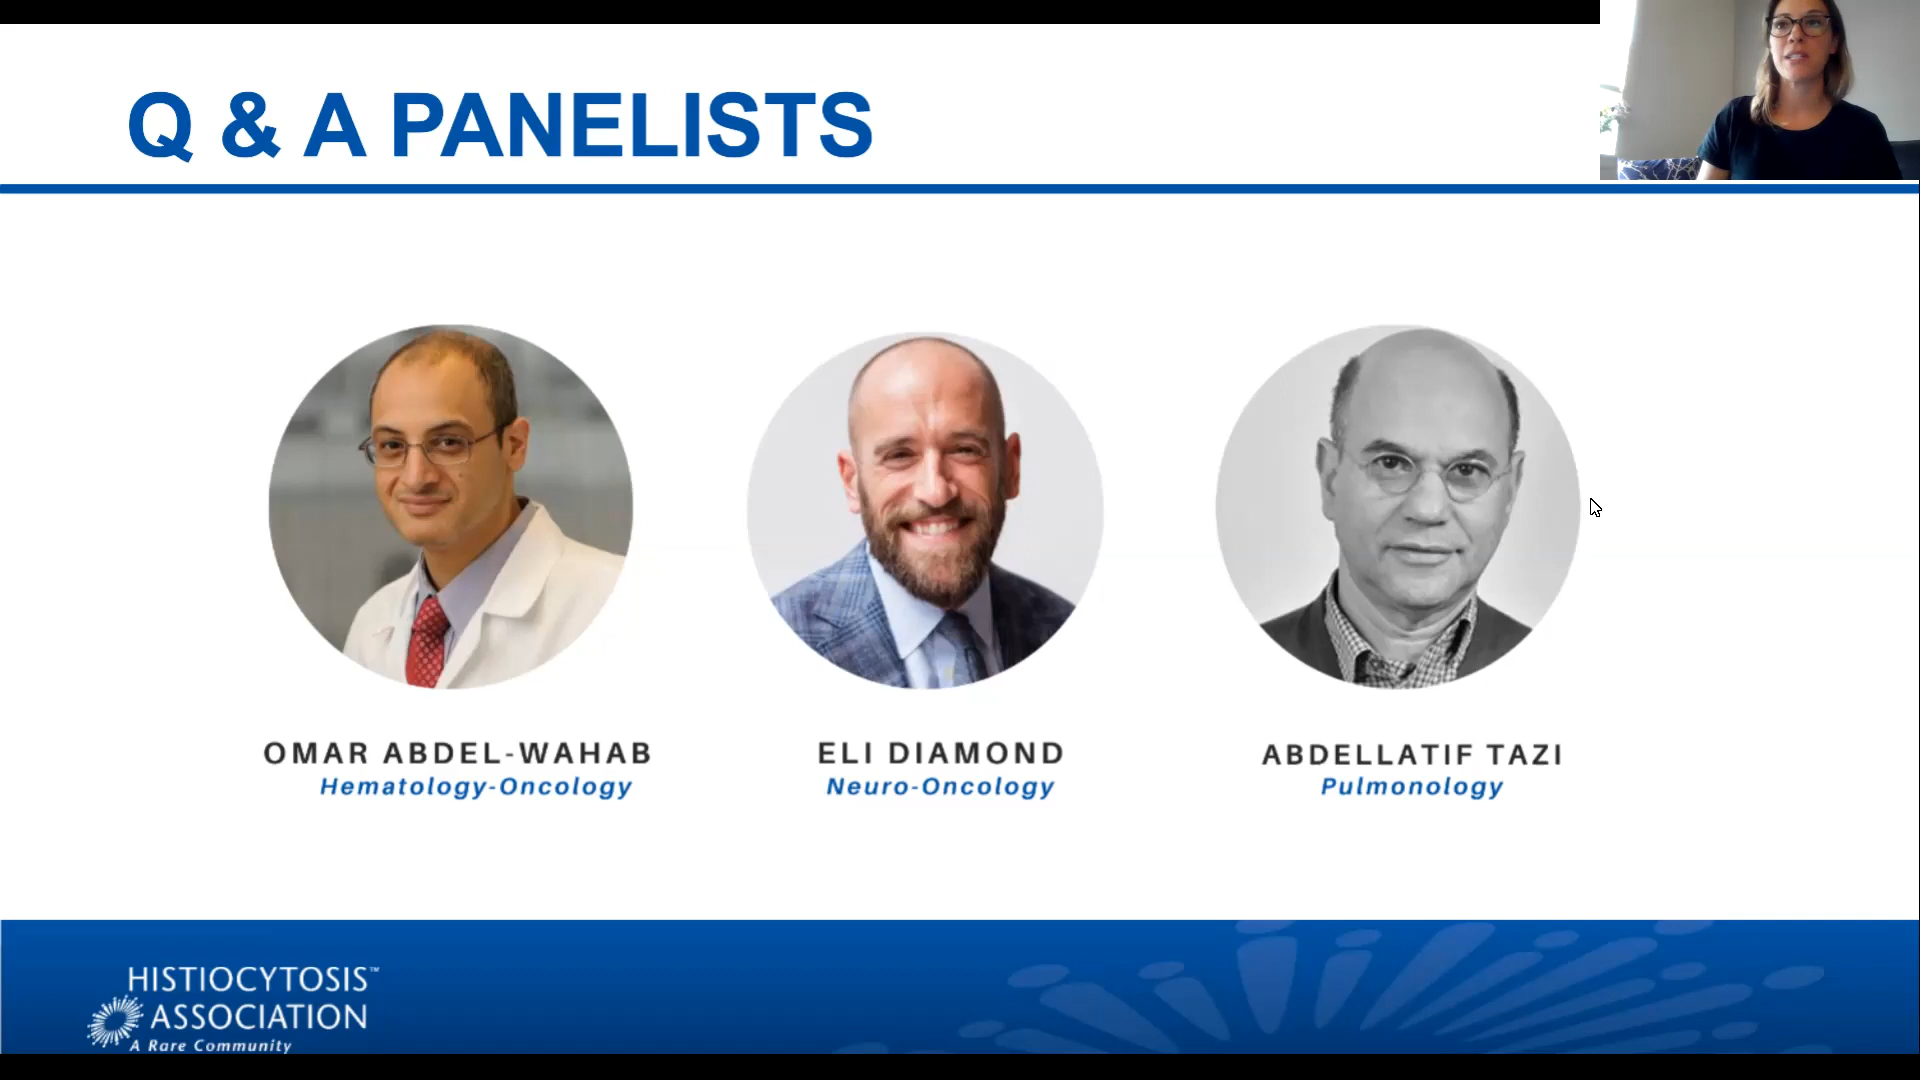 Q & A PANELISTS
OMAR ABDEL-WAHAB
Hematology-Oncology
ELI DIAMOND
Neuro-Oncology
ABDELLATIF TAZI
Pulmonology
HISTIOCYTOSIS™
ASSOCIATION
A Rare Community